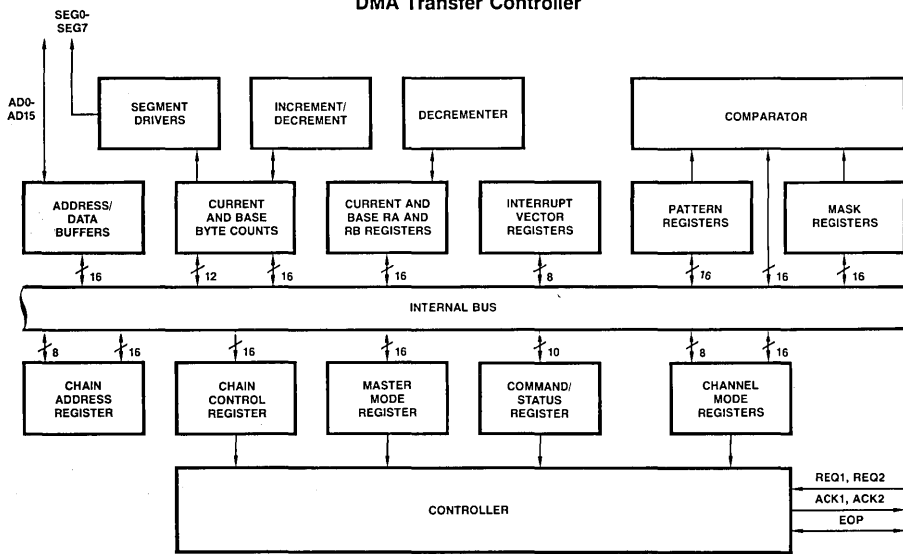 DMA Transfer Controller
SEG0-
SEG7
AD0-
AD15
SEGMENT
DRIVERS
INCREMENT/
DECREMENT
DECREMENTER
COMPARATOR
ADDRESS/
DATA
BUFFERS
CURRENT
AND BASE
BYTE COUNTS
CURRENT AND
BASE RA AND
RB REGISTERS
INTERRUPT
VECTOR
REGISTERS
PATTERN
REGISTERS
MASK
REGISTERS
16
12
16
16
8
16
16
16
INTERNAL BUS
8
16
16
16
10
8
16
CHAIN
ADDRESS
REGISTER
CHAIN
CONTROL
REGISTER
MASTER
MODE
REGISTER
COMMAND/
STATUS
REGISTER
CHANNEL
MODE
REGISTERS
CONTROLLER
REQ1, REQ2
ACK1, ACK2
EOP